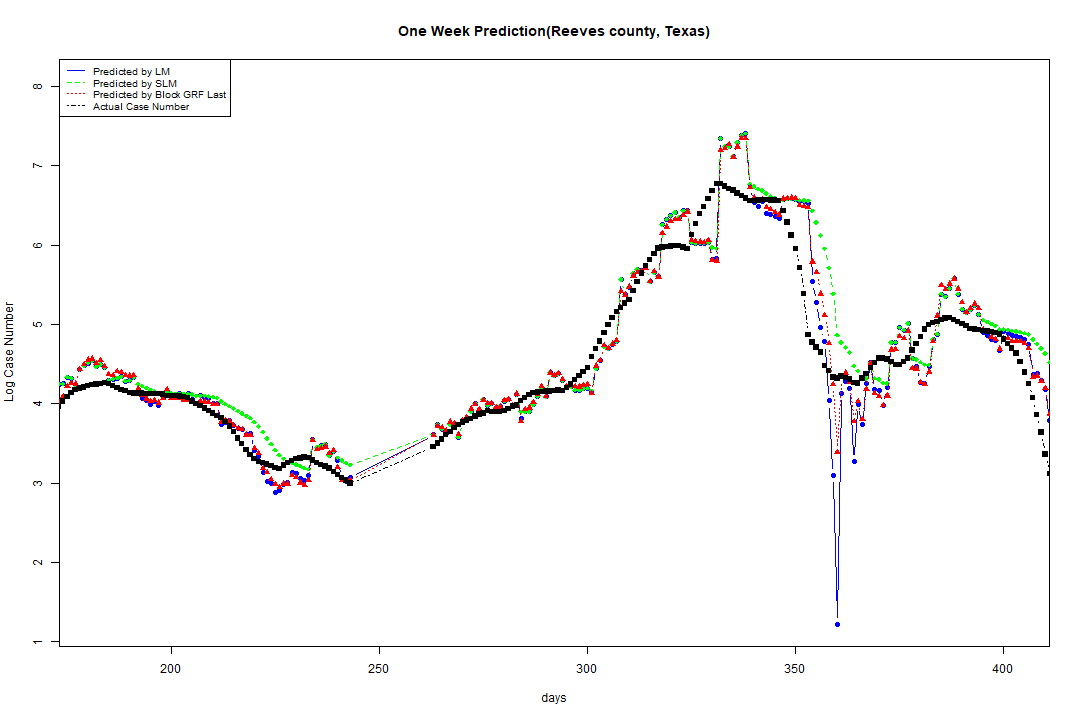 One Week Prediction(Reeves county, Texas)
Predicted by LM
Predicted by SLM
Predicted by Block GRF Last
Actual Case Number
8
7
6
5
4
3
2
1
Log Case Number
200
250
300
350
400
days